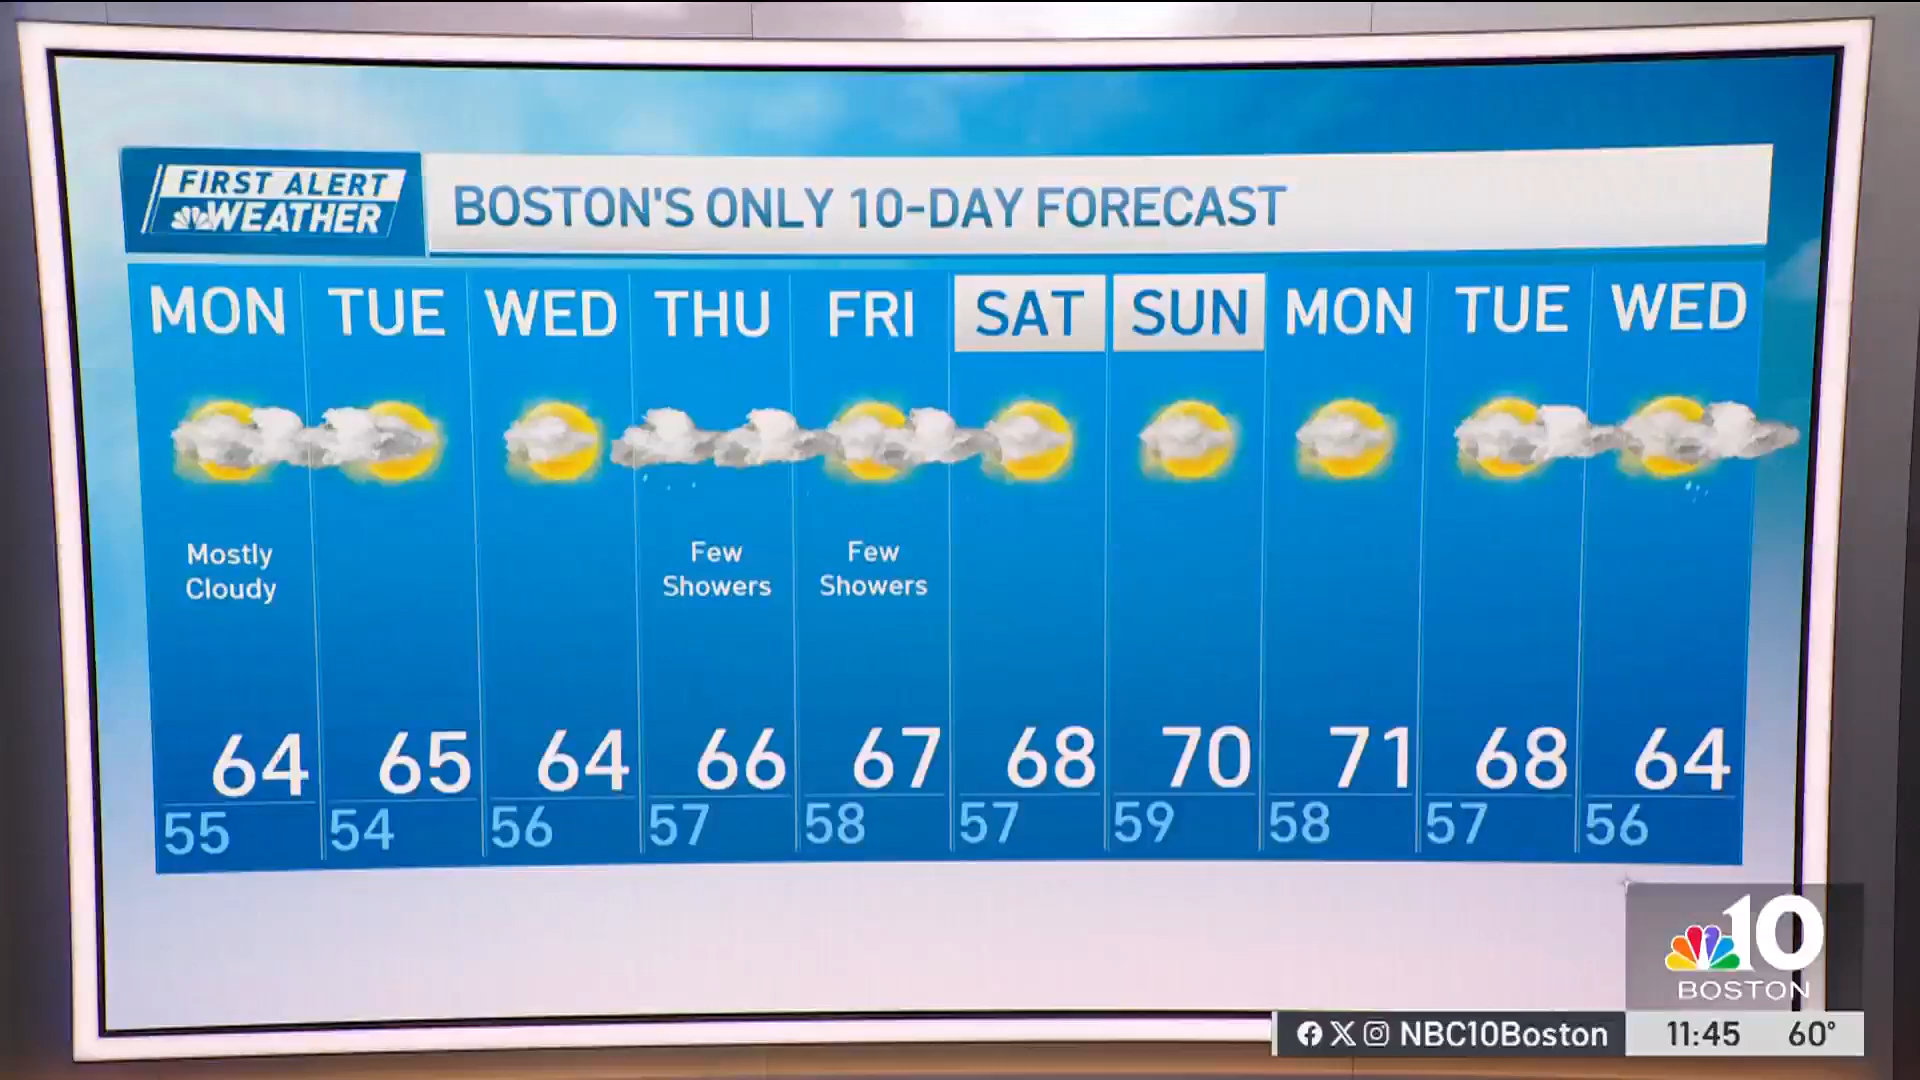 FIRST ALERT
WEATHER
BOSTON'S ONLY 10-DAY FORECAST
MON TUE WED THU FRI SAT SUN MON TUE WED
Mostly
Cloudy
Few
Showers
Few
Showers
64 65 64 66 67 68 70 71 68 64
55 54 56 57 58 57 59 58 57 56
10
BOSTON
NBC10Boston
11:45 60°